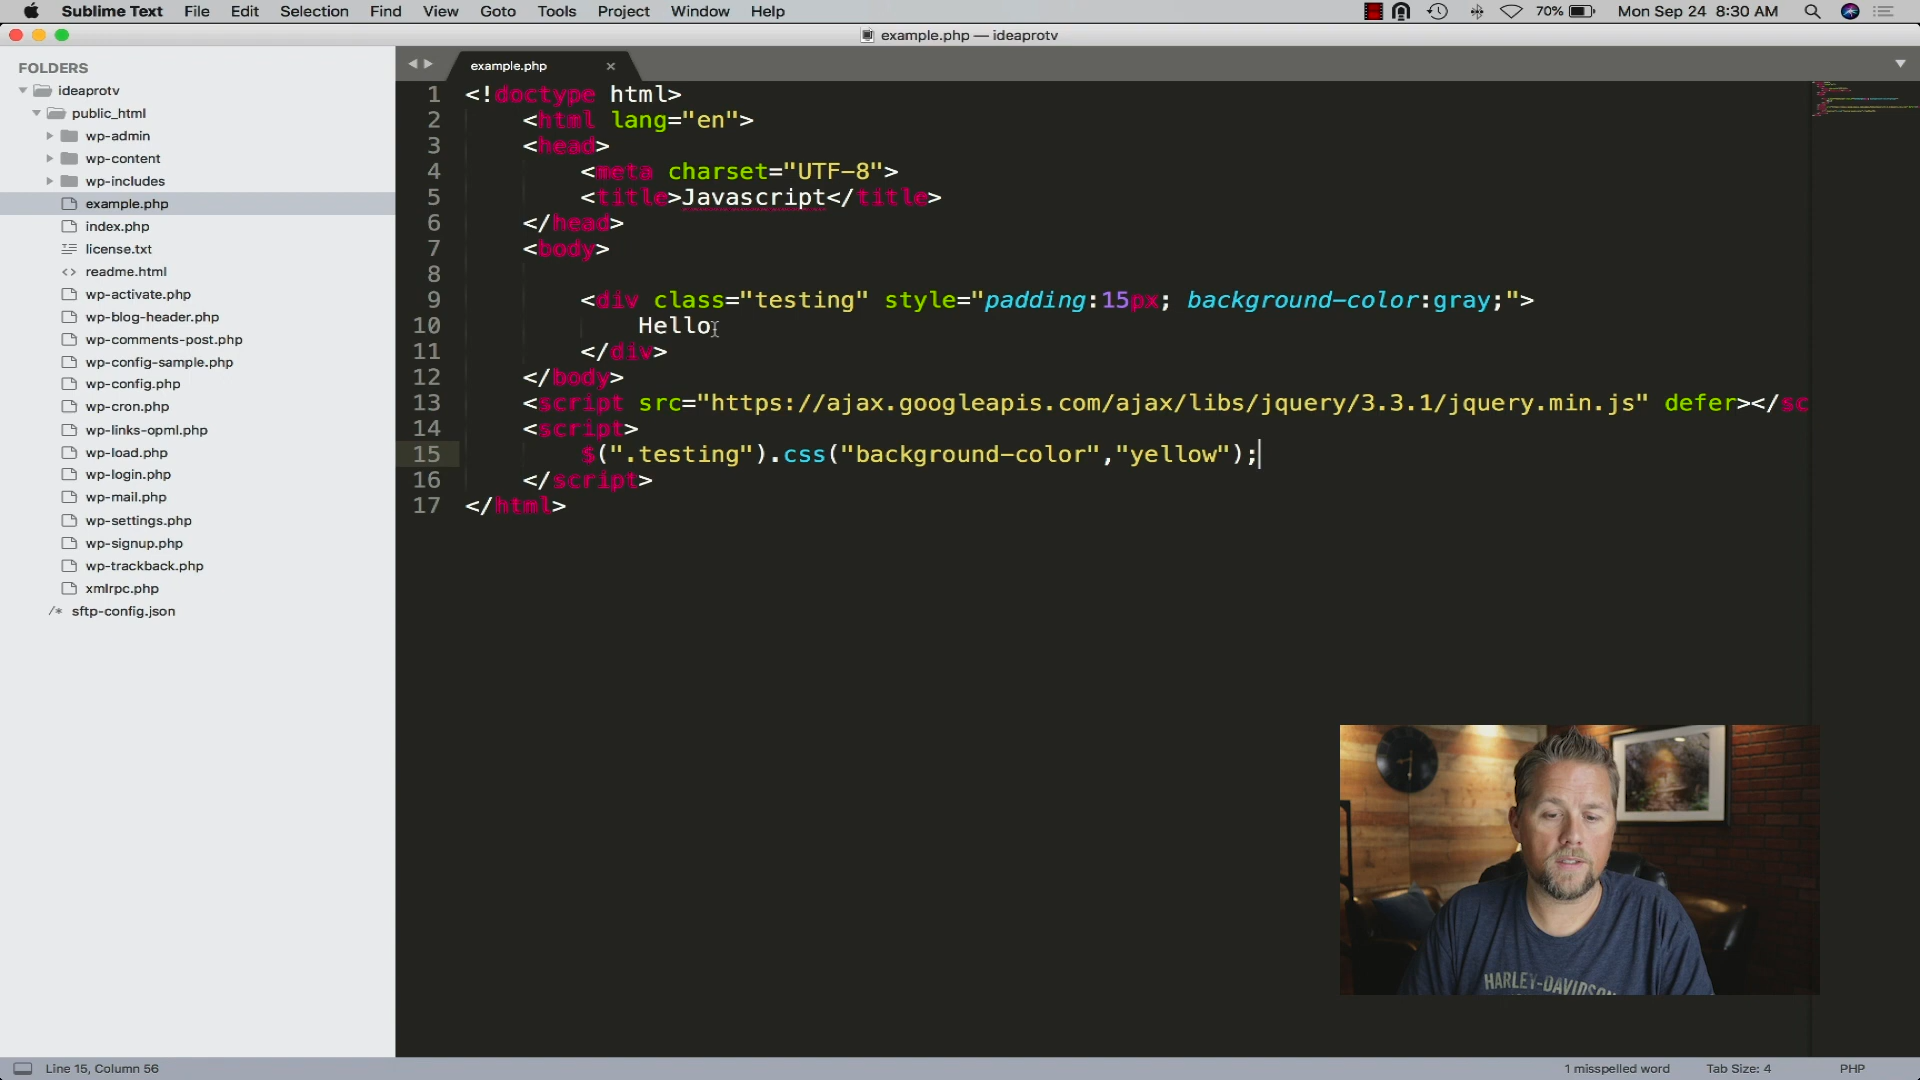 Sublime Text File Edit Selection Find View Goto Tools Project Window Help 70% Mon Sep 24 8:30 AM
example.php — ideaprotv
FOLDERS
ideaprotv
public_html
wp-admin
wp-content
wp-includes
example.php
index.php
license.txt
<> readme.html
wp-activate.php
wp-blog-header.php
wp-comments-post.php
wp-config-sample.php
wp-config.php
wp-cron.php
wp-links-opml.php
wp-load.php
wp-login.php
wp-mail.php
wp-settings.php
wp-signup.php
wp-trackback.php
xmlrpc.php
/* sftp-config.json
example.php ×
1 <!doctype html>
2 <html lang="en">
3 <head>
4 <meta charset="UTF-8">
5 <title>Javascript</title>
6 </head>
7 <body>
8
9 <div class="testing" style="padding:15px; background-color:gray;">
10 Hello
11 </div>
12 </body>
13 <script src="https://ajax.googleapis.com/ajax/libs/jquery/3.3.1/jquery.min.js" defer></sc
14 <script>
15 $(".testing").css("background-color","yellow");
16 </script>
17 </html>
HARLEY-DAVIDSON
Line 15, Column 56
1 misspelled word Tab Size: 4 PHP